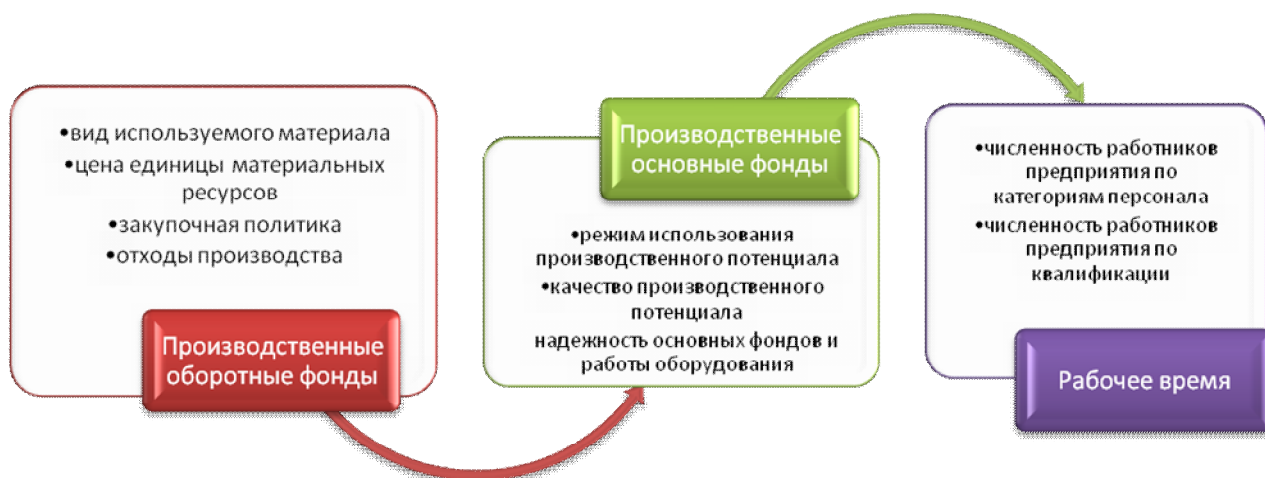 •вид используемого материала
•цена единицы материальных
ресурсов
•закупочная политика
•отходы производства
Производственные
оборотные фонды
Производственные
основные фонды
•режим использования
производственного потенциала
•качество производственного
потенциала
надежность основных фондов и
работы оборудования
•численность работников
предприятия по
категориям персонала
•численность работников
предприятия по
квалификации
Рабочее время